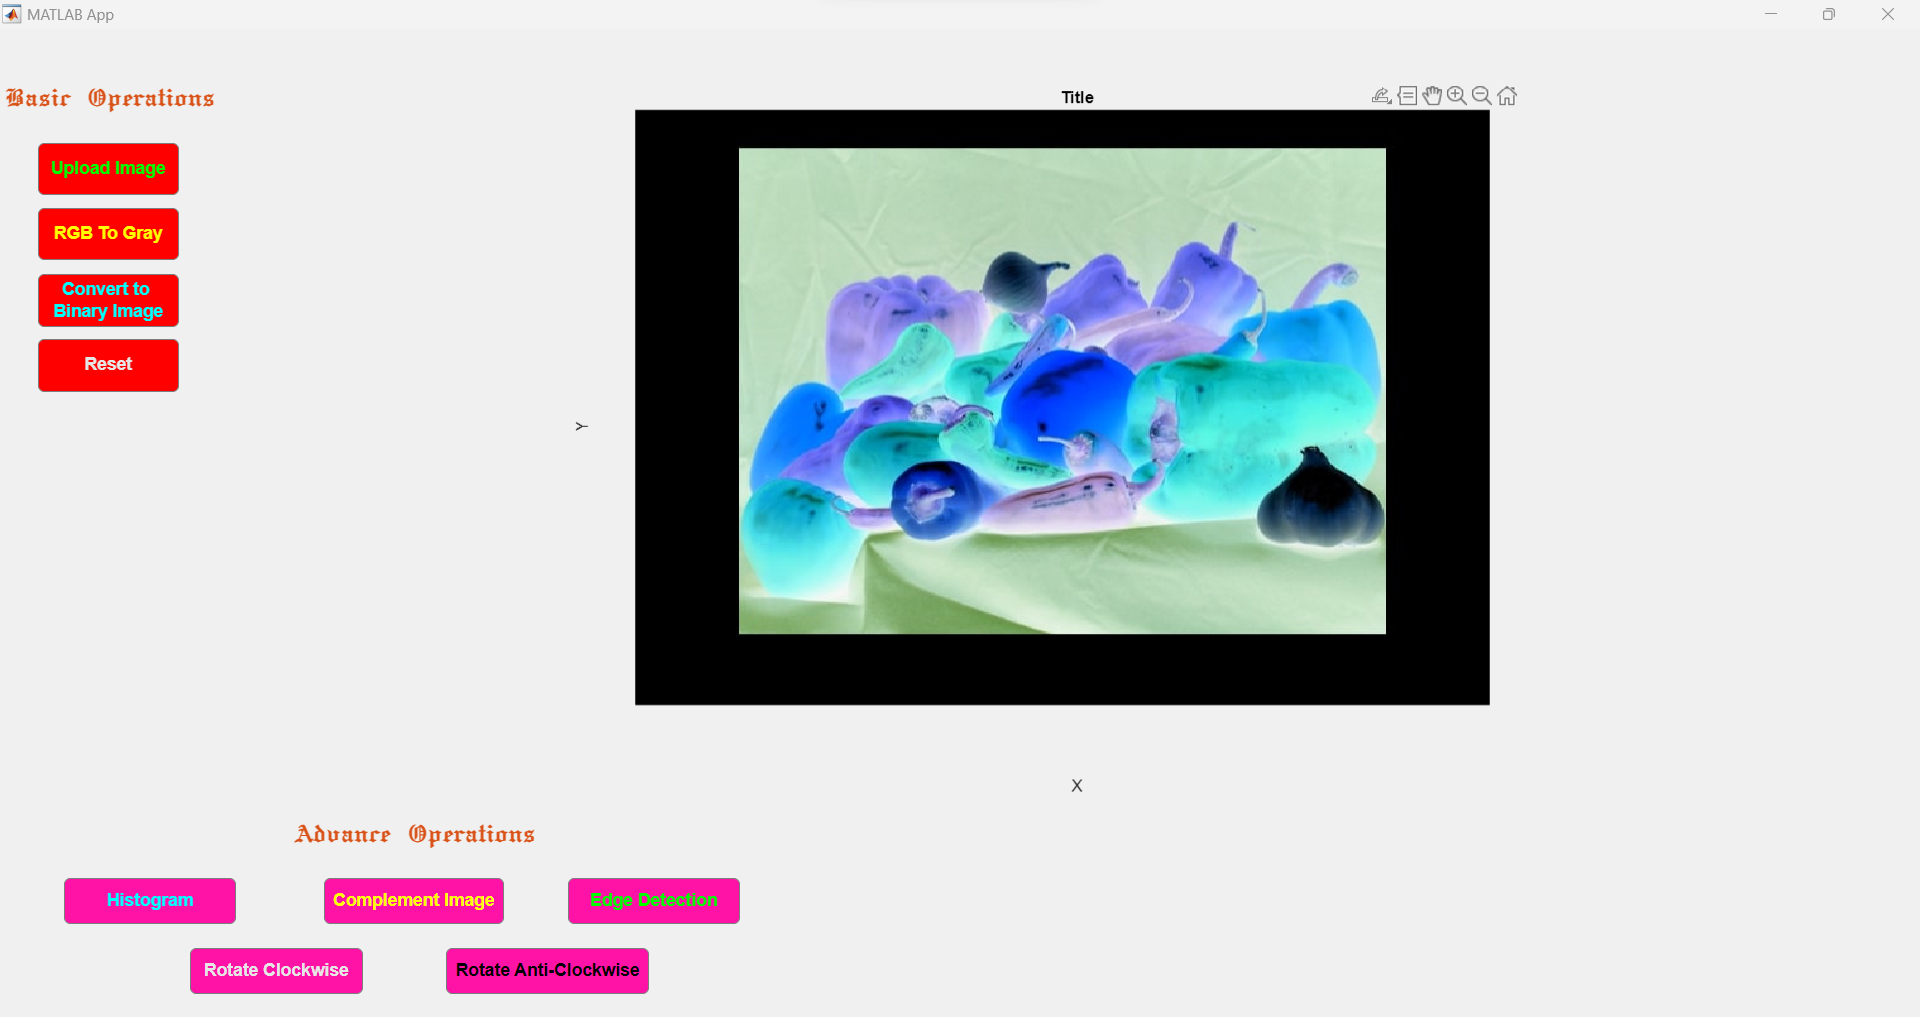 MATLAB App
Basic Operations
Upload Image
RGB To Gray
Convert to
Binary Image
Reset
Title
Y
X
Advance Operations
Histogram
Complement Image
Edge Detection
Rotate Clockwise
Rotate Anti-Clockwise